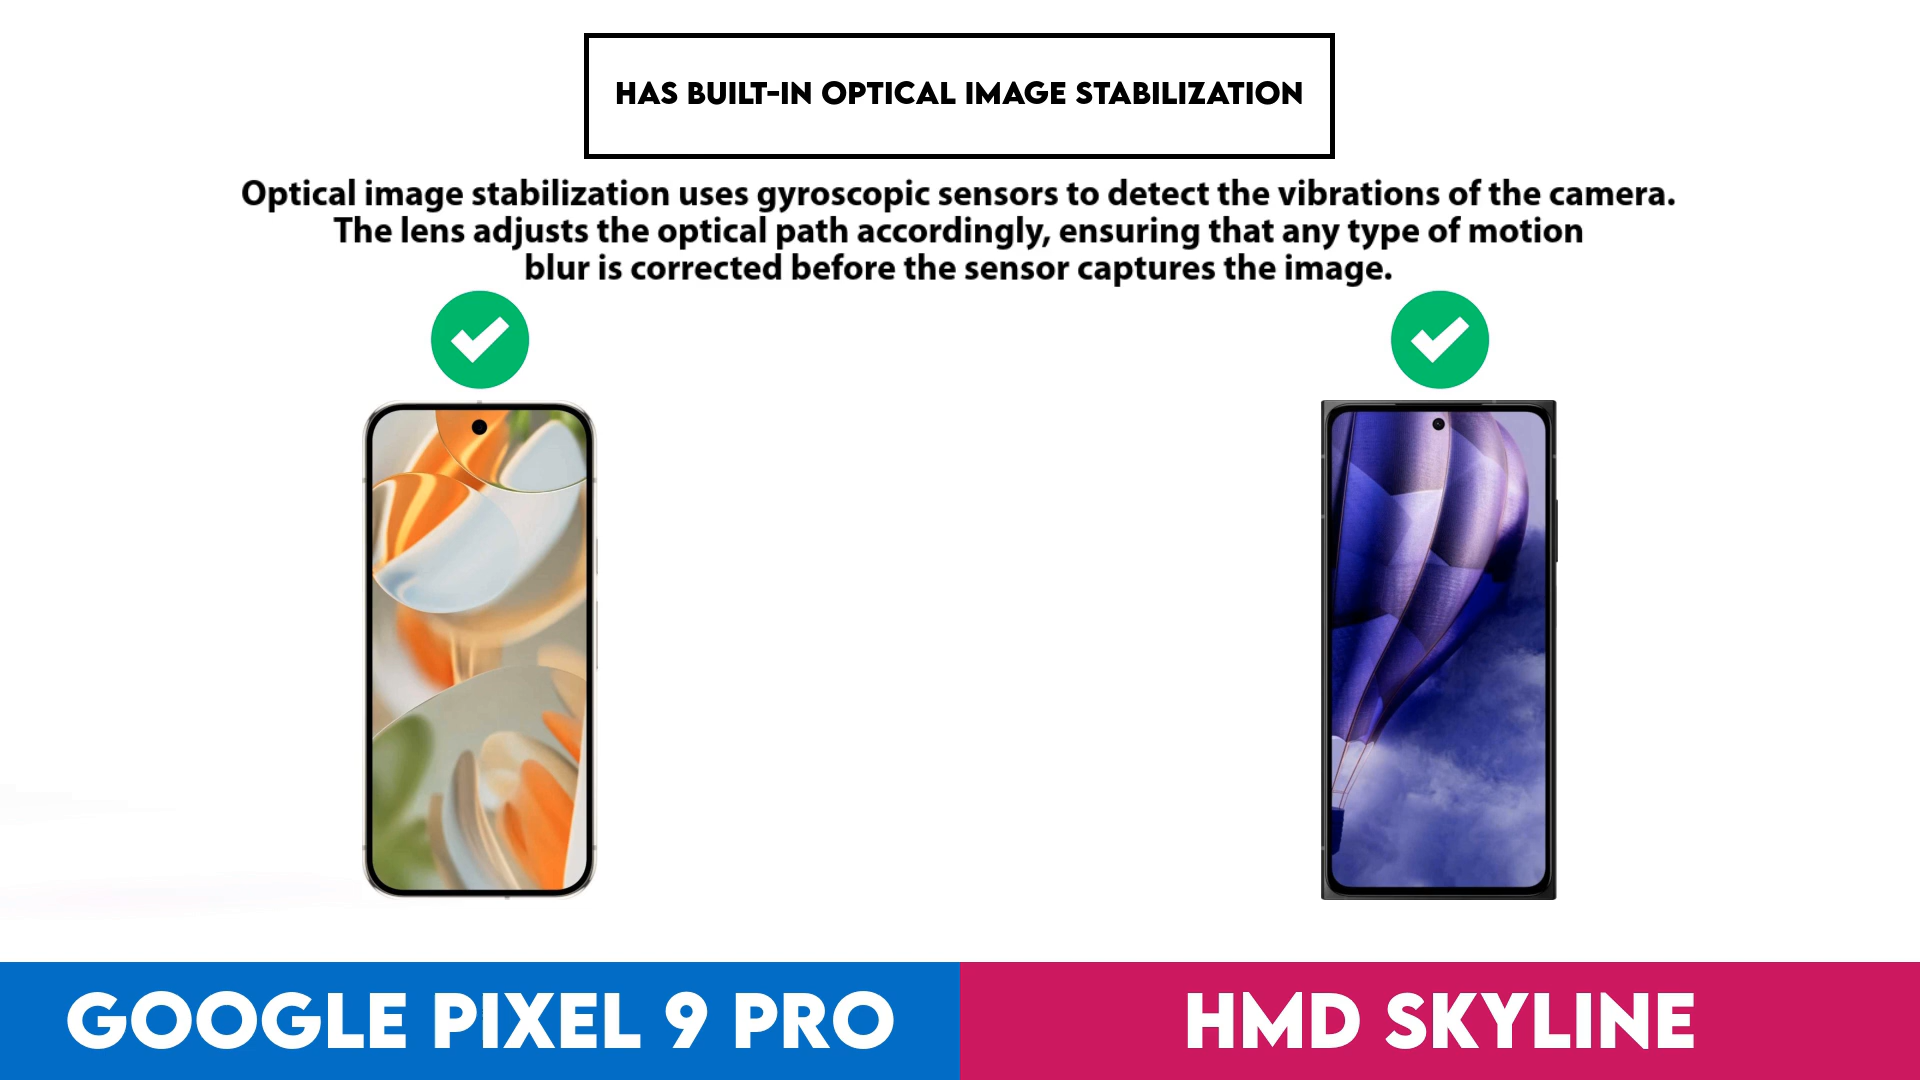 HAS BUILT-IN OPTICAL IMAGE STABILIZATION
Optical image stabilization uses gyroscopic sensors to detect the vibrations of the camera.
The lens adjusts the optical path accordingly, ensuring that any type of motion
blur is corrected before the sensor captures the image.
GOOGLE PIXEL 9 PRO
HMD SKYLINE